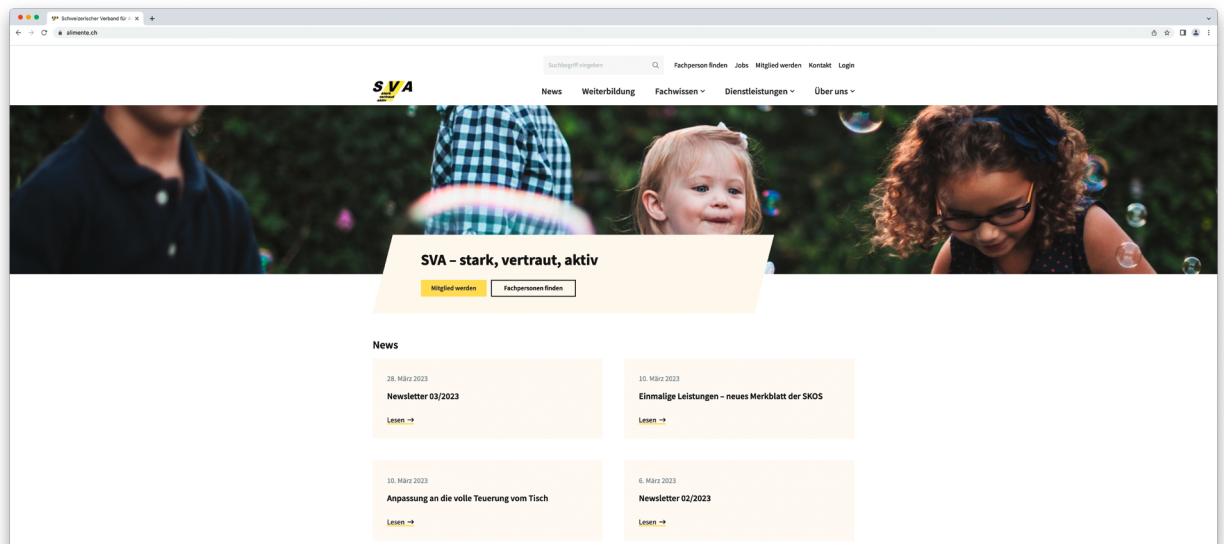 Schweizerischer Verband für
alimente.ch
Suchbegriff eingeben
Fachperson finden Jobs Mitglied werden Kontakt Login
SVA
stark
vertraut
aktiv
News Weiterbildung Fachwissen Dienstleistungen Über uns
SVA – stark, vertraut, aktiv
Mitglied werden Fachpersonen finden
News
28. März 2023
Newsletter 03/2023
Lesen →
10. März 2023
Einmalige Leistungen – neues Merkblatt der SKOS
Lesen →
10. März 2023
Anpassung an die volle Teuerung vom Tisch
Lesen →
6. März 2023
Newsletter 02/2023
Lesen →